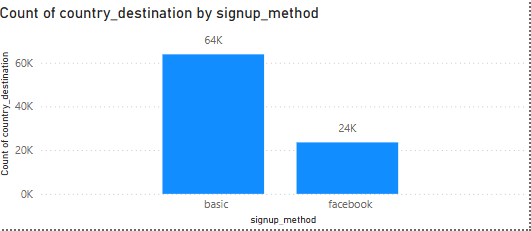 Count of country_destination by signup_method
Count of country_destination
60K
40K
20K
0K
64K
24K
basic
facebook
signup_method